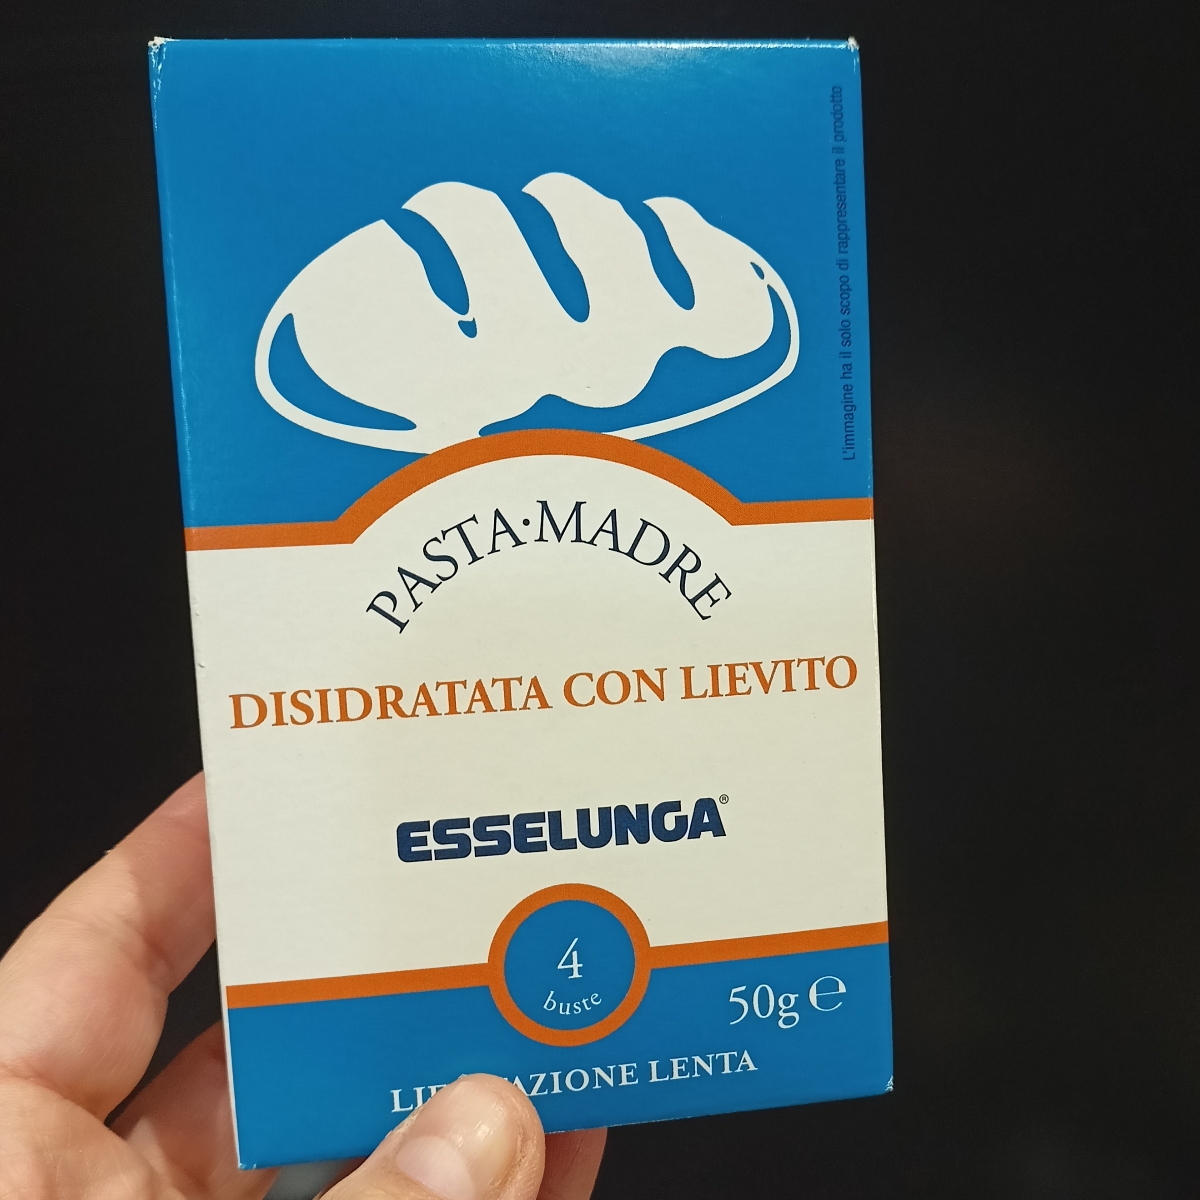 L'immagine ha il solo scopo di rappresentare il prodotto
PASTA·MADRE
DISIDRATATA CON LIEVITO
ESSELUNGA®
4
buste
50g ℮
LENTA